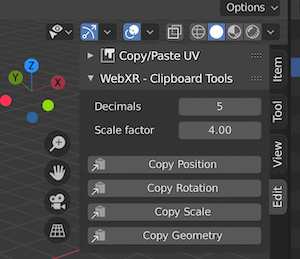 Options
Copy/Paste UV
WebXR - Clipboard Tools
Decimals 5
Scale factor 4.00
Copy Position
Copy Rotation
Copy Scale
Copy Geometry
Item
Tool
View
Edit
Z
Y
X